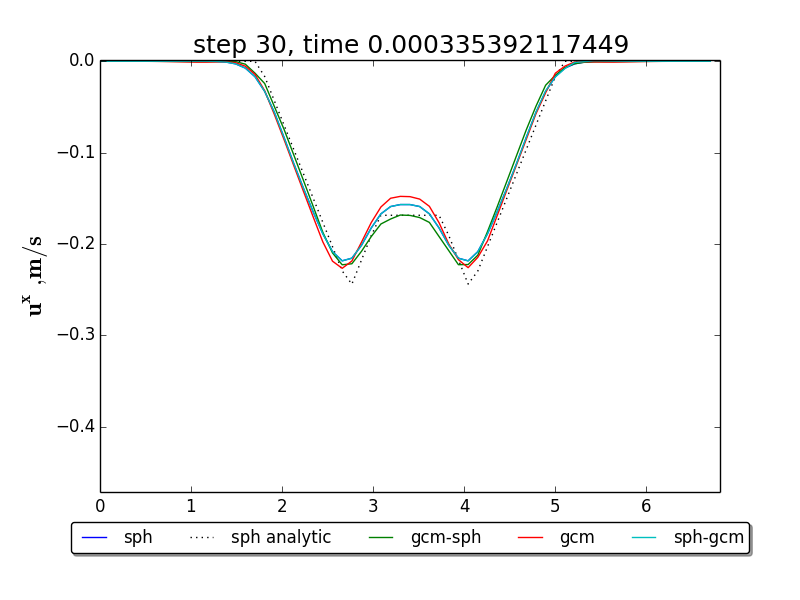 step 30, time 0.000335392117449
0.0
−0.1
−0.2
−0.3
−0.4
u^x ,m/s
0 1 2 3 4 5 6
sph sph analytic gcm-sph gcm sph-gcm